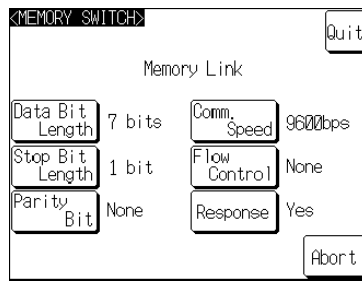 <MEMORY SWITCH>
Quit
Memory Link
Data Bit Length 7 bits
Comm. Speed 9600bps
Stop Bit Length 1 bit
Flow Control None
Parity Bit None
Response Yes
Abort